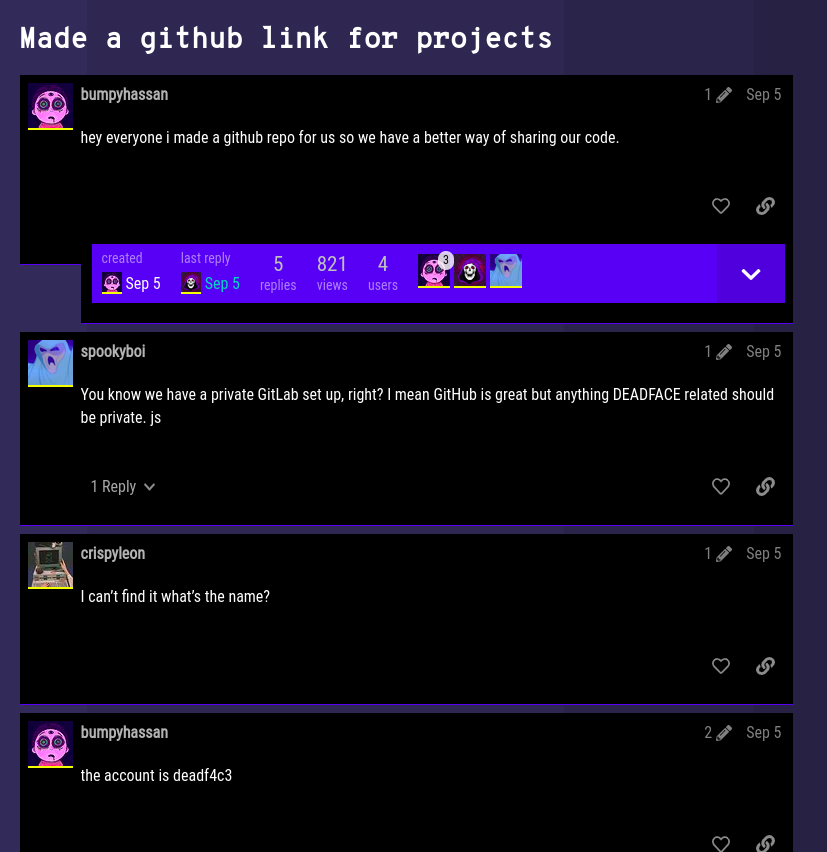 Made a github link for projects
bumpyhassan 1 Sep 5
hey everyone i made a github repo for us so we have a better way of sharing our code.
created last reply 5 821 4 3
Sep 5 Sep 5 replies views users
spookyboi 1 Sep 5
You know we have a private GitLab set up, right? I mean GitHub is great but anything DEADFACE related should
be private. js
1 Reply
crispyleon 1 Sep 5
I can’t find it what’s the name?
bumpyhassan 2 Sep 5
the account is deadf4c3